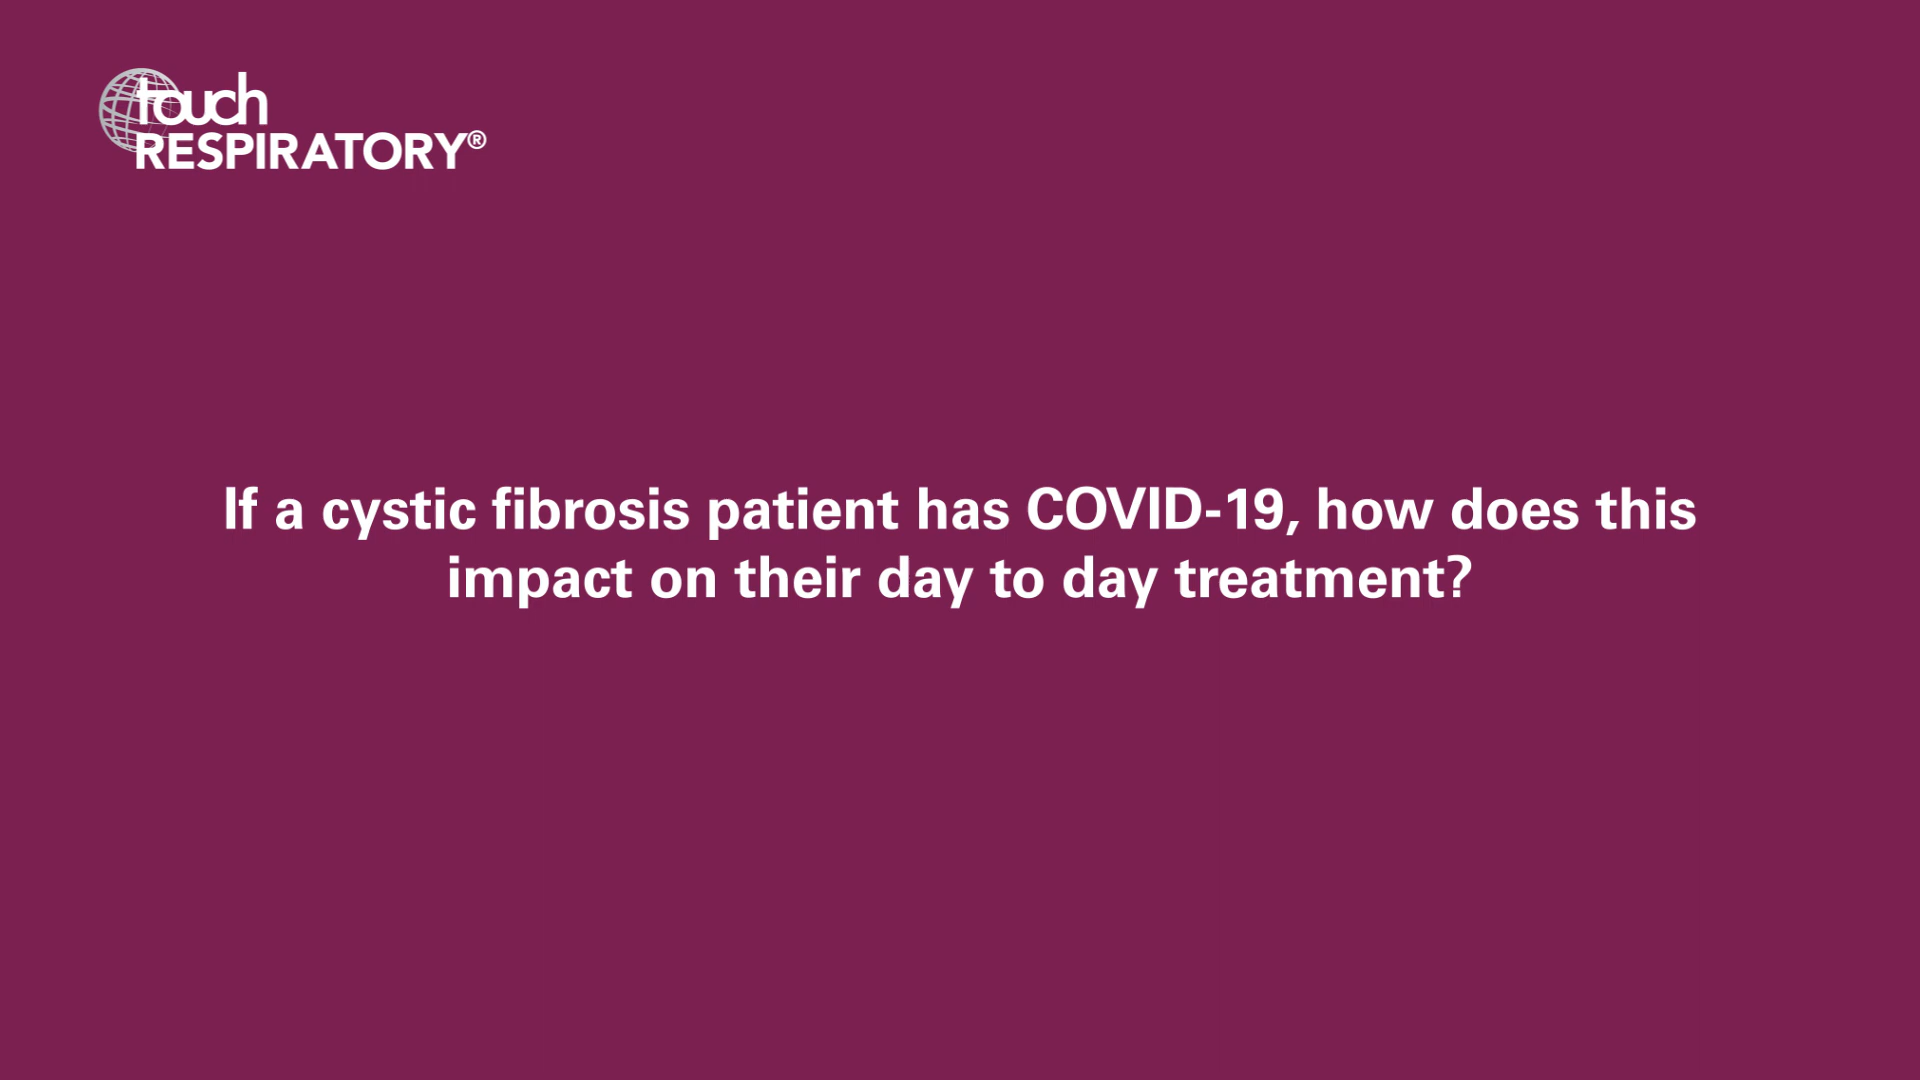 touch
RESPIRATORY®
If a cystic fibrosis patient has COVID-19, how does this
impact on their day to day treatment?